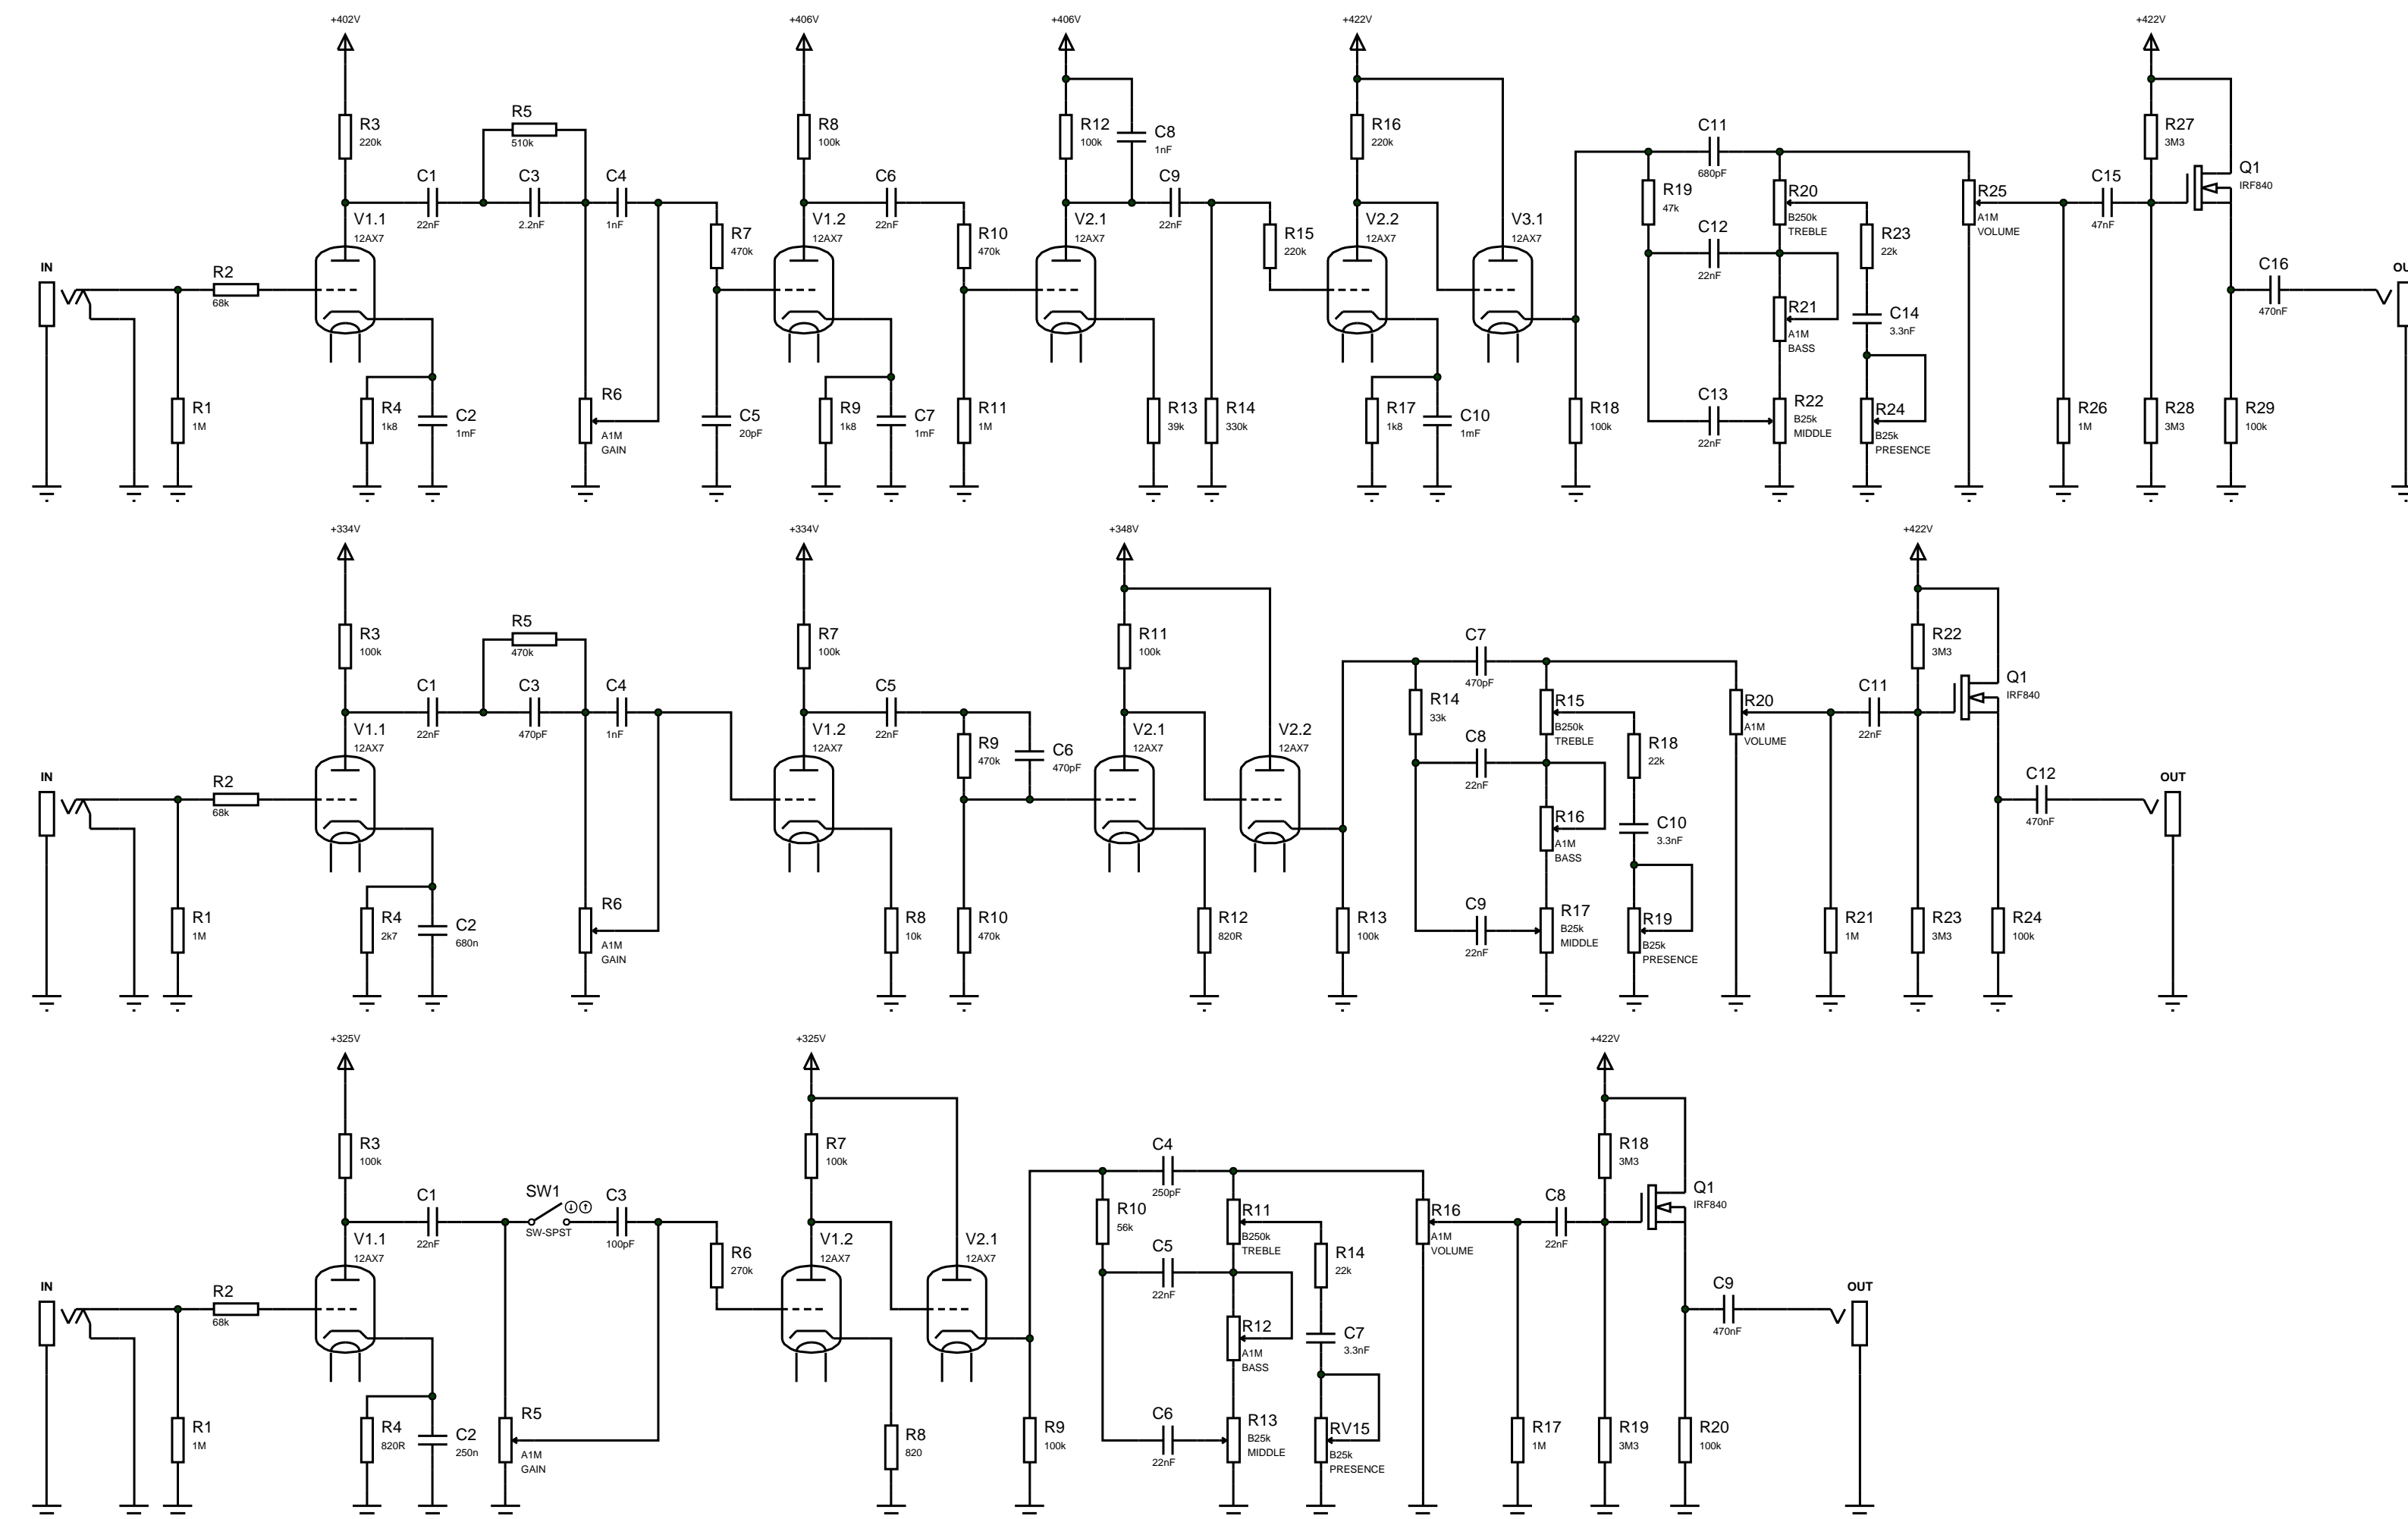 +402V
+406V
+406V
+422V
+422V
R5
510k
R3
220k
R8
100k
R12
100k
C8
1nF
R16
220k
C11
680pF
R27
3M3
C1
22nF
C3
2.2nF
C4
1nF
C6
22nF
C9
22nF
R19
47k
R20
B250k
TREBLE
R25
A1M
VOLUME
C15
47nF
Q1
IRF840
V1.1
12AX7
R7
470k
V1.2
12AX7
R10
470k
V2.1
12AX7
R15
220k
V2.2
12AX7
V3.1
12AX7
C12
22nF
R23
22k
IN
R2
68k
C16
470nF
OU
R21
A1M
BASS
C14
3.3nF
R1
1M
R4
1k8
C2
1mF
R6
A1M
GAIN
C5
20pF
R9
1k8
C7
1mF
R11
1M
R13
39k
R14
330k
R17
1k8
C10
1mF
R18
100k
C13
22nF
R22
B25k
MIDDLE
R24
B25k
PRESENCE
R26
1M
R28
3M3
R29
100k
+334V
+334V
+348V
+422V
R5
470k
R3
100k
R7
100k
R11
100k
C7
470pF
R22
3M3
C1
22nF
C3
470pF
C4
1nF
C5
22nF
R14
33k
R15
B250k
TREBLE
R20
A1M
VOLUME
C11
22nF
Q1
IRF840
V1.1
12AX7
V1.2
12AX7
R9
470k
C6
470pF
V2.1
12AX7
V2.2
12AX7
C8
22nF
R18
22k
IN
R2
68k
C12
470nF
OUT
R16
A1M
BASS
C10
3.3nF
R1
1M
R4
2k7
C2
680n
R6
A1M
GAIN
R8
10k
R10
470k
R12
820R
R13
100k
C9
22nF
R17
B25k
MIDDLE
R19
B25k
PRESENCE
R21
1M
R23
3M3
R24
100k
+325V
+325V
+422V
R3
100k
R7
100k
C4
250pF
R18
3M3
C1
22nF
SW1
SW-SPST
C3
100pF
R10
56k
R11
B250k
TREBLE
R16
A1M
VOLUME
C8
22nF
Q1
IRF840
V1.1
12AX7
R6
270k
V1.2
12AX7
V2.1
12AX7
C5
22nF
R14
22k
IN
R2
68k
C9
470nF
OUT
R12
A1M
BASS
C7
3.3nF
R1
1M
R4
820R
C2
250n
R5
A1M
GAIN
R8
820
R9
100k
C6
22nF
R13
B25k
MIDDLE
RV15
B25k
PRESENCE
R17
1M
R19
3M3
R20
100k